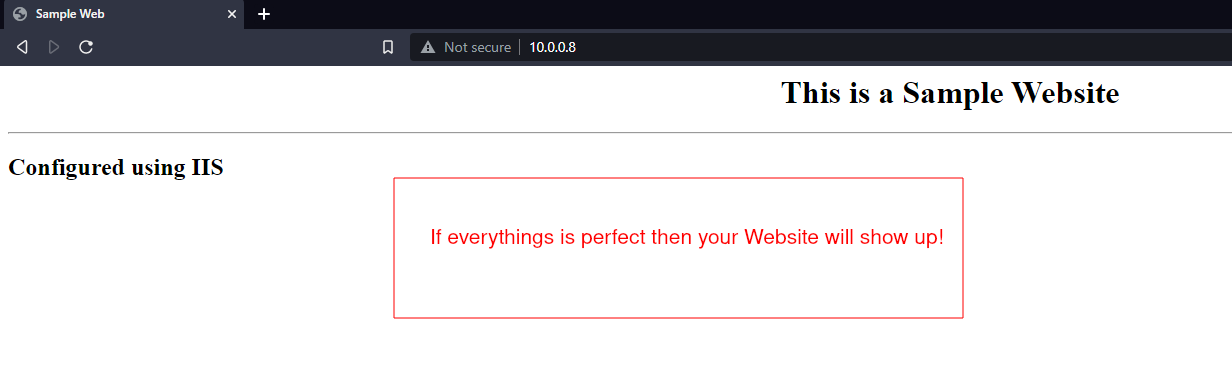 Sample Web
Not secure 10.0.0.8
This is a Sample Website
Configured using IIS
If everythings is perfect then your Website will show up!